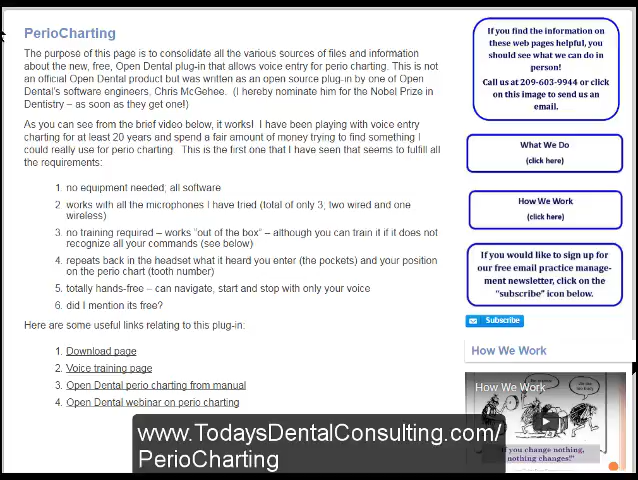 PerioCharting
The purpose of this page is to consolidate all the various sources of files and information
about the new, free, Open Dental plug-in that allows voice entry for perio charting. This is not
an official Open Dental product but was written as an open source plug-in by one of Open
Dental's software engineers, Chris McGehee. (I hereby nominate him for the Nobel Prize in
Dentistry – as soon as they get one!)
As you can see from the brief video below, it works! I have been playing with voice entry
charting for at least 20 years and spend a fair amount of money trying to find something I
could really use for perio charting. This is the first one that I have seen that seems to fulfill all
the requirements:
1. no equipment needed; all software
2. works with all the microphones I have tried (total of only 3; two wired and one
wireless)
3. no training required – works "out of the box" – although you can train it if it does not
recognize all your commands (see below)
4. repeats back in the headset what it heard you enter (the pockets) and your position
on the perio chart (tooth number)
5. totally hands-free – can navigate, start and stop with only your voice
6. did I mention its free?
Here are some useful links relating to this plug-in:
1. Download page
2. Voice training page
3. Open Dental perio charting from manual
4. Open Dental webinar on perio charting
If you find the information on
these web pages helpful, you
should see what we can do in
person!
Call us at 209-603-9944 or click
on this image to send us an
email.
What We Do
(click here)
How We Work
(click here)
If you would like to sign up for
our free email practice manage-
ment newsletter, click on the
"subscribe" icon below.
Subscribe
How We Work
How We Work
If you change nothing,
nothing changes!"
www.TodaysDentalConsulting.com/
PerioCharting